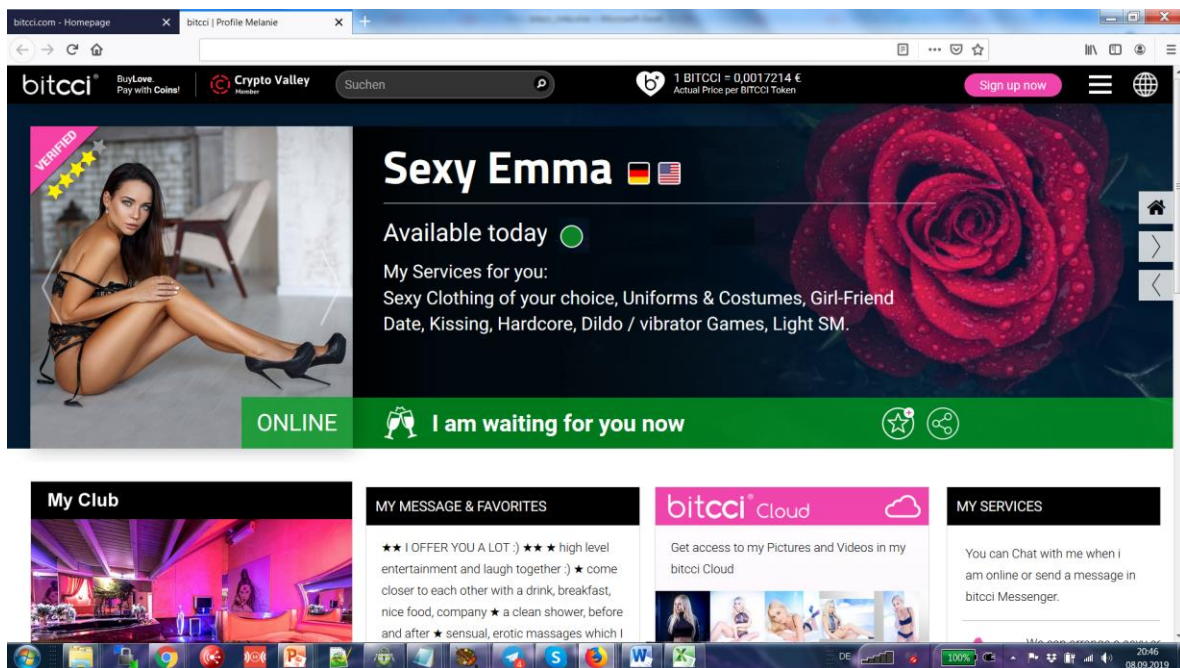 bitcci.com - Homepage
bitcci | Profile Melanie
bitcci®
BuyLove.
Pay with Coins!
Crypto Valley
Member
Suchen
1 BITCCI = 0,0017214 €
Actual Price per BITCCI Token
Sign up now
VERIFIED
Sexy Emma
Available today
My Services for you:
Sexy Clothing of your choice, Uniforms & Costumes, Girl-Friend
Date, Kissing, Hardcore, Dildo / vibrator Games, Light SM.
ONLINE
I am waiting for you now
My Club
MY MESSAGE & FAVORITES
★★ I OFFER YOU A LOT :) ★★ ★ high level
entertainment and laugh together :) ★ come
closer to each other with a drink, breakfast,
nice food, company ★ a clean shower, before
and after ★ sensual, erotic massages which I
bitcci® Cloud
Get access to my Pictures and Videos in my
bitcci Cloud
MY SERVICES
You can Chat with me when i
am online or send a message in
bitcci Messenger.
We can arrange a sexy or
DE
100%
20:46
08.09.2019